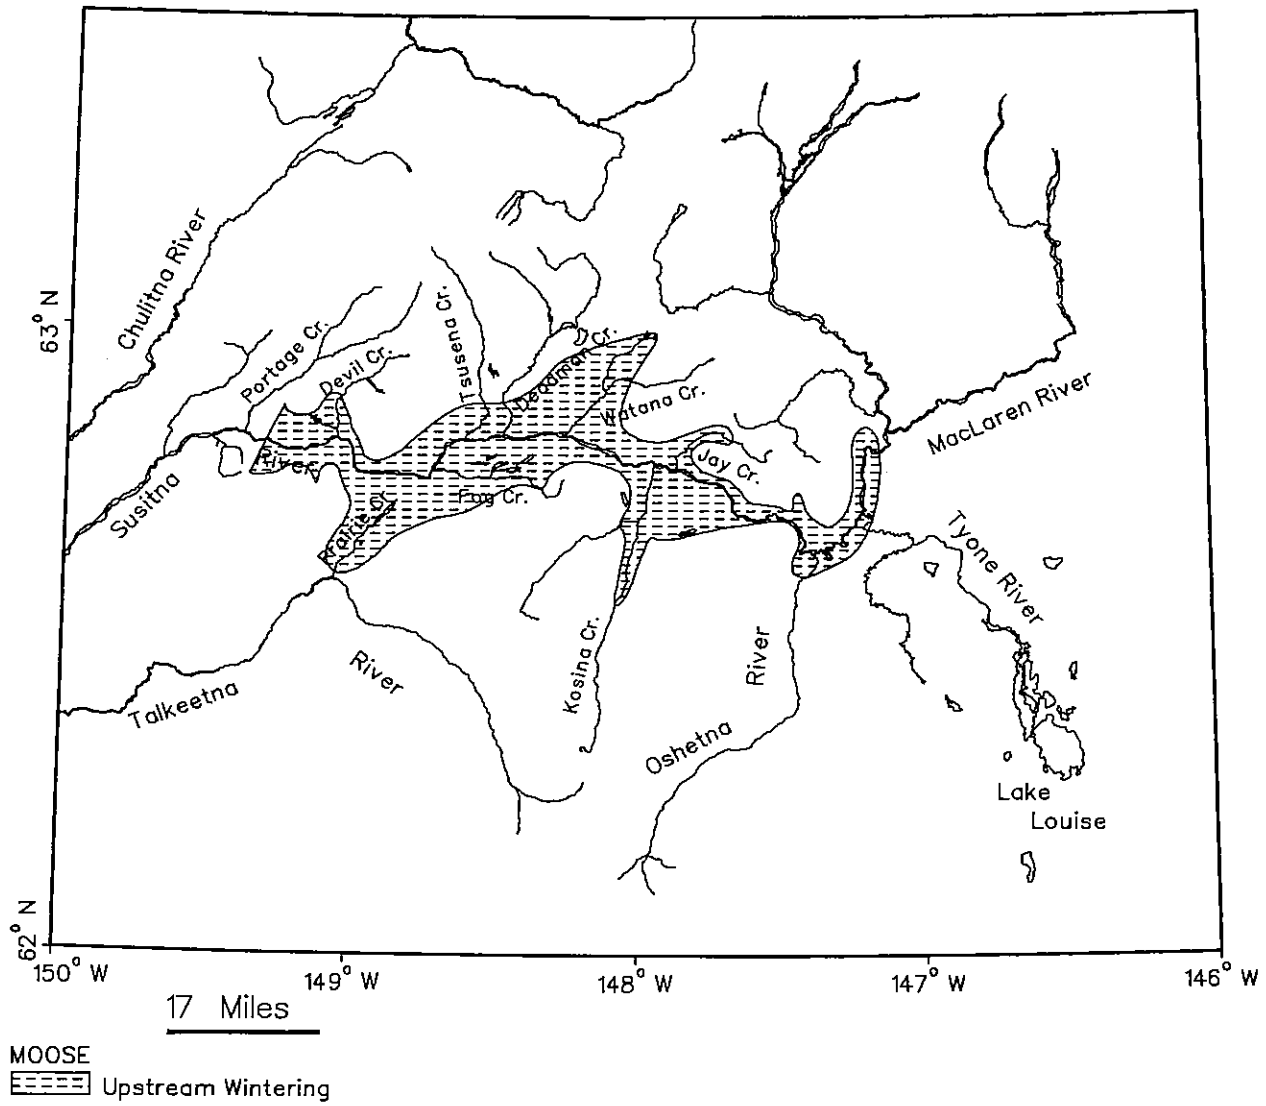 Chulitna River
63° N
Portage Cr.
Devil Cr.
Tsusena Cr.
Deadman Cr.
Watana Cr.
MacLaren River
River
Jay Cr.
Susitna
Fog Cr.
Prairie Cr.
Tyone River
Kosina Cr.
River
River
Talkeetna
Oshetna
Lake
Louise
62° N
150° W
149° W
148° W
147° W
146° W
17 Miles
MOOSE
Upstream Wintering